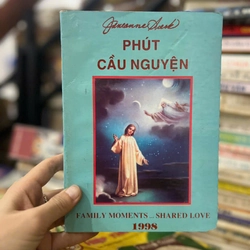 PHÚT
CẦU NGUYỆN
FAMILY MOMENTS ... SHARED LOVE
1998